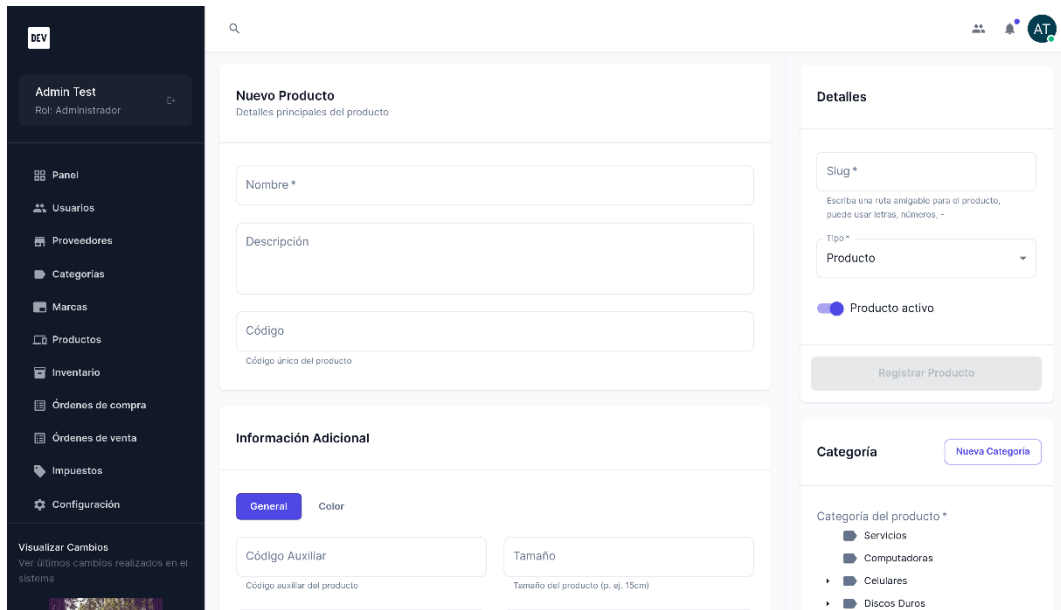 DEV
Admin Test
Rol: Administrador
Panel
Usuarios
Proveedores
Categorías
Marcas
Productos
Inventario
Órdenes de compra
Órdenes de venta
Impuestos
Configuración
Visualizar Cambios
Ver últimos cambios realizados en el
sistema
AT
Nuevo Producto
Detalles principales del producto
Nombre *
Descripción
Código
Código único del producto
Información Adicional
General
Color
Código Auxiliar
Código auxiliar del producto
Tamaño
Tamaño del producto (p. ej. 15cm)
Detalles
Slug *
Escriba una ruta amigable para el producto,
puede usar letras, números, -
Tipo *
Producto
Producto activo
Registrar Producto
Categoría
Nueva Categoría
Categoría del producto *
Servicios
Computadoras
Celulares
Discos Duros